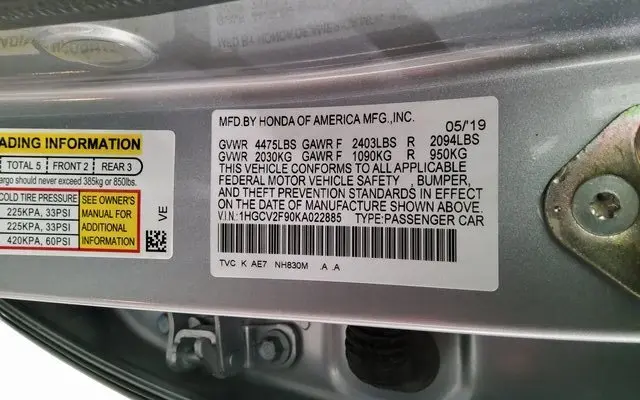 MFD.BY HONDA OF AMERICA MFG.,INC.
05/'19
GVWR 4475LBS GAWR F 2403LBS R 2094LBS
GVWR 2030KG GAWR F 1090KG R 950KG
THIS VEHICLE CONFORMS TO ALL APPLICABLE
FEDERAL MOTOR VEHICLE SAFETY , BUMPER,
AND THEFT PREVENTION STANDARDS IN EFFECT
ON THE DATE OF MANUFACTURE SHOWN ABOVE
V.I.N.:1HGCV2F90KA022885 TYPE:PASSENGER CAR
TVC K AE7 NH830M .A .A
ADING INFORMATION
TOTAL 5 FRONT 2 REAR 3
argo should never exceed 385kg or 850lbs.
COLD TIRE PRESSURE
225KPA, 33PSI
225KPA, 33PSI
420KPA, 60PSI
SEE OWNER'S
MANUAL FOR
ADDITIONAL
INFORMATION
VE